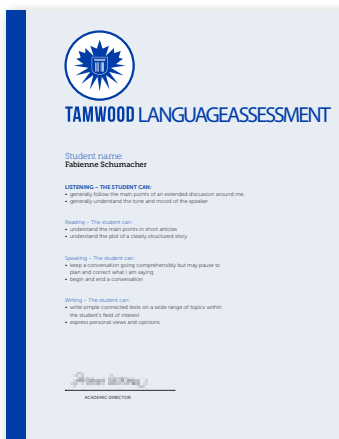 TAMWOOD LANGUAGEASSESSMENT
Student name:
Fabienne Schumacher
LISTENING – THE STUDENT CAN:
• generally follow the main points of an extended discussion around me.
• generally understand the tone and mood of the speaker
Reading – The student can:
• understand the main points in short articles
• understand the plot of a clearly structured story
Speaking – The student can:
• keep a conversation going comprehensibly but may pause to
plan and correct what I am saying
• begin and end a conversation
Writing – The student can:
• write simple connected texts on a wide range of topics within
the student's field of interest
• express personal views and opinions
ACADEMIC DIRECTOR